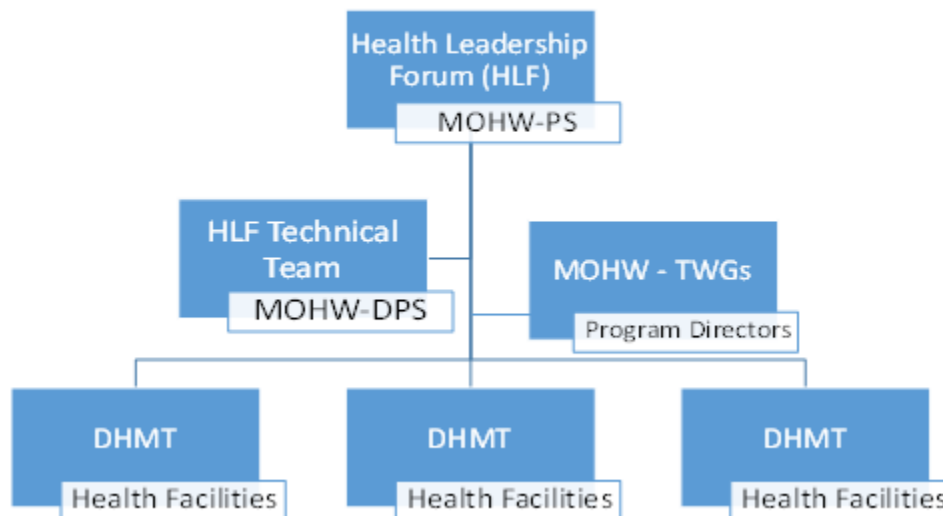 Health Leadership
Forum (HLF)
MOHW-PS
HLF Technical
Team
MOHW-DPS
MOHW - TWGs
Program Directors
DHMT
Health Facilities
DHMT
Health Facilities
DHMT
Health Facilities